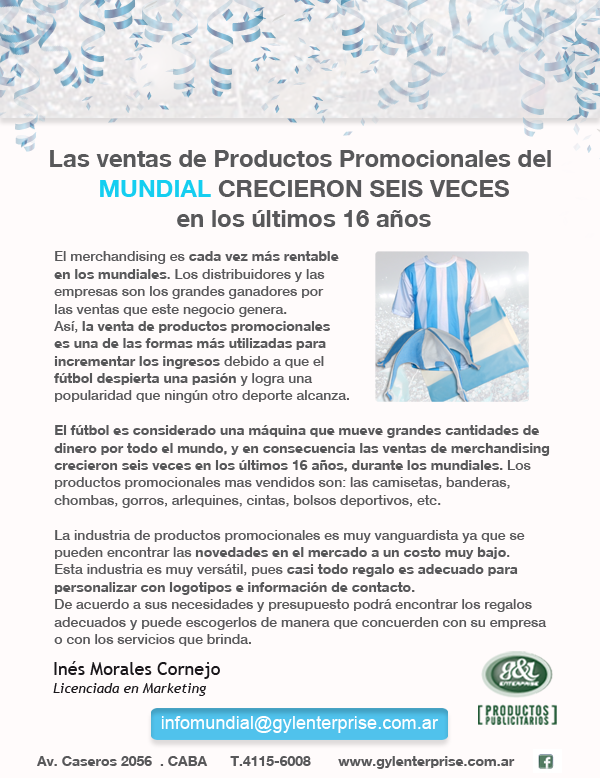 Las ventas de Productos Promocionales del
MUNDIAL CRECIERON SEIS VECES
en los últimos 16 años
El merchandising es cada vez más rentable
en los mundiales. Los distribuidores y las
empresas son los grandes ganadores por
las ventas que este negocio genera.
Así, la venta de productos promocionales
es una de las formas más utilizadas para
incrementar los ingresos debido a que el
fútbol despierta una pasión y logra una
popularidad que ningún otro deporte alcanza.
El fútbol es considerado una máquina que mueve grandes cantidades de
dinero por todo el mundo, y en consecuencia las ventas de merchandising
crecieron seis veces en los últimos 16 años, durante los mundiales. Los
productos promocionales mas vendidos son: las camisetas, banderas,
chombas, gorros, arlequines, cintas, bolsos deportivos, etc.
La industria de productos promocionales es muy vanguardista ya que se
pueden encontrar las novedades en el mercado a un costo muy bajo.
Esta industria es muy versátil, pues casi todo regalo es adecuado para
personalizar con logotipos e información de contacto.
De acuerdo a sus necesidades y presupuesto podrá encontrar los regalos
adecuados y puede escogerlos de manera que concuerden con su empresa
o con los servicios que brinda.
Inés Morales Cornejo
Licenciada en Marketing
g&l
ENTERPRISE
[PRODUCTOS
PUBLICITARIOS]
infomundial@gylenterprise.com.ar
Av. Caseros 2056 . CABA T.4115-6008 www.gylenterprise.com.ar f